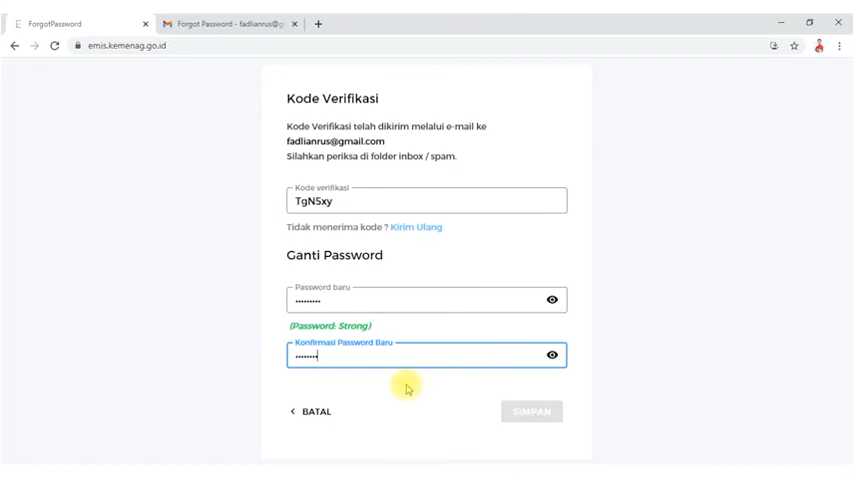 ForgotPassword
Forgot Password - fadlianrus@g
emis.kemenag.go.id
Kode Verifikasi
Kode Verifikasi telah dikirim melalui e-mail ke
fadlianrus@gmail.com
Silahkan periksa di folder inbox / spam.
Kode verifikasi
TgN5xy
Tidak menerima kode ? Kirim Ulang
Ganti Password
Password baru
•••••••••
(Password: Strong)
Konfirmasi Password Baru
••••••••
BATAL
SIMPAN